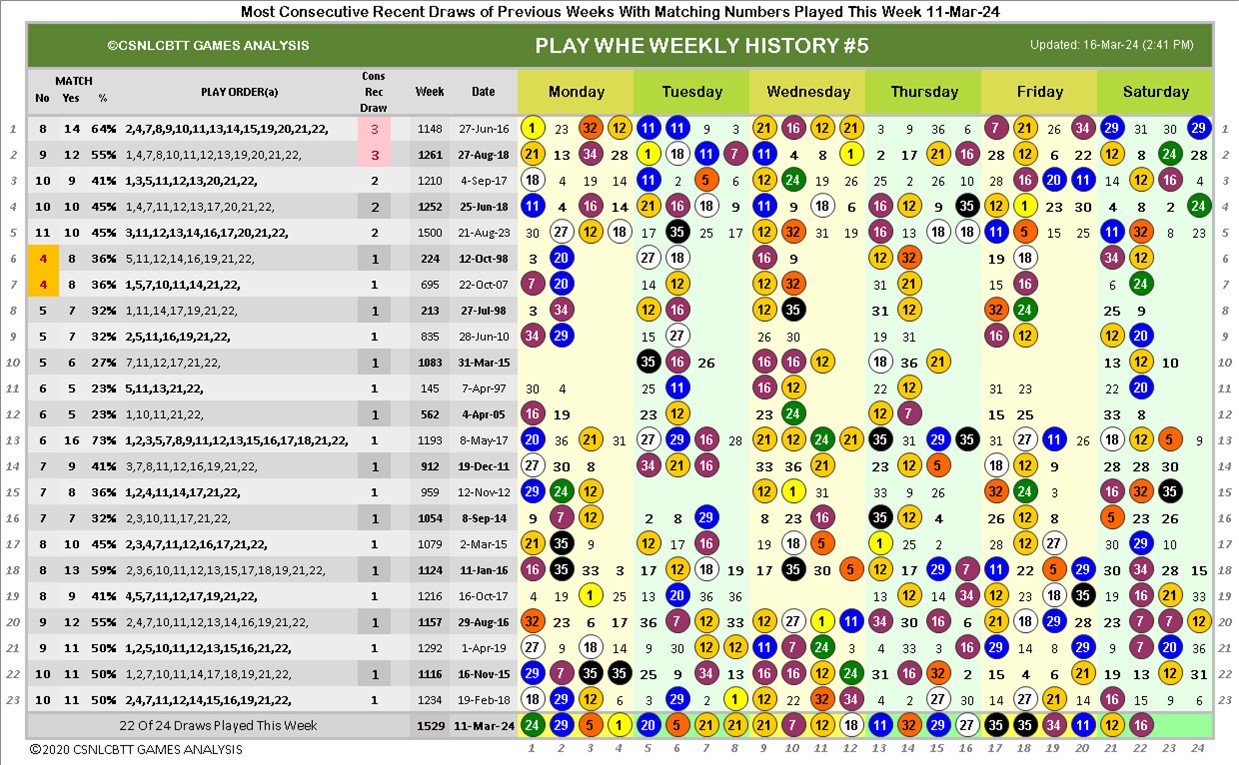 Most Consecutive Recent Draws of Previous Weeks With Matching Numbers Played This Week 11-Mar-24
©CSNLCBTT GAMES ANALYSIS PLAY WHE WEEKLY HISTORY #5 Updated: 16-Mar-24 (2:41 PM)
No MATCH Yes % PLAY ORDER(a) Cons Rec Draw Week Date Monday Tuesday Wednesday Thursday Friday Saturday
1 8 14 64% 2,4,7,8,9,10,11,13,14,15,19,20,21,22, 3 1148 27-Jun-16 1 23 32 12 11 11 9 3 21 16 12 21 3 9 36 6 7 21 26 34 29 31 30 29 1
2 9 12 55% 1,4,7,8,10,11,12,13,19,20,21,22, 3 1261 27-Aug-18 21 13 34 28 1 18 11 7 11 4 8 1 2 17 21 16 28 12 6 22 12 8 24 28 2
3 10 9 41% 1,3,5,11,12,13,20,21,22, 2 1210 4-Sep-17 18 4 19 14 11 2 5 6 12 24 19 26 25 2 26 10 28 16 20 11 14 12 16 4 3
4 10 10 45% 1,4,7,11,12,13,17,20,21,22, 2 1252 25-Jun-18 11 4 16 14 21 16 18 9 11 9 18 6 16 12 9 35 12 1 23 30 4 8 2 24 4
5 11 10 45% 3,11,12,13,14,16,17,20,21,22, 2 1500 21-Aug-23 30 27 12 18 17 35 25 17 12 32 31 19 16 13 18 18 11 5 15 25 11 32 8 23 5
6 4 8 36% 5,11,12,14,16,19,21,22, 1 224 12-Oct-98 3 20 27 18 16 9 12 32 19 18 34 12 6
7 4 8 36% 1,5,7,10,11,14,21,22, 1 695 22-Oct-07 7 20 14 12 12 32 31 21 15 16 6 24 7
8 5 7 32% 1,11,14,17,19,21,22, 1 213 27-Jul-98 3 34 12 16 12 35 31 12 32 24 25 9 8
9 5 7 32% 2,5,11,16,19,21,22, 1 835 28-Jun-10 34 29 15 27 26 30 19 31 16 12 12 20 9
10 5 6 27% 7,11,12,17,21,22, 1 1083 31-Mar-15 35 16 26 16 16 12 18 36 21 13 12 10 10
11 6 5 23% 5,11,13,21,22, 1 145 7-Apr-97 30 4 25 11 16 12 22 12 31 23 22 20 11
12 6 5 23% 1,10,11,21,22, 1 562 4-Apr-05 16 19 23 12 23 24 12 7 15 25 33 8 12
13 6 16 73% 1,2,3,5,7,8,9,11,12,13,15,16,17,18,21,22, 1 1193 8-May-17 20 36 21 31 27 29 16 28 21 12 24 21 35 31 29 35 31 27 11 26 18 12 5 9 13
14 7 9 41% 3,7,8,11,12,16,19,21,22, 1 912 19-Dec-11 27 30 8 34 21 16 33 36 21 23 12 5 18 12 9 28 28 30 14
15 7 8 36% 1,2,4,11,14,17,21,22, 1 959 12-Nov-12 29 24 12 12 1 31 33 9 26 32 24 3 16 32 35 15
16 7 7 32% 2,3,10,11,17,21,22, 1 1054 8-Sep-14 9 7 12 2 8 29 8 23 16 35 12 4 26 12 8 5 23 26 16
17 8 10 45% 2,3,4,7,11,12,16,17,21,22, 1 1079 2-Mar-15 21 35 9 12 17 16 19 18 5 1 25 2 28 12 27 30 29 10 17
18 8 13 59% 2,3,6,10,11,12,13,15,17,18,19,21,22, 1 1124 11-Jan-16 16 35 33 3 17 12 18 19 17 35 30 5 12 17 29 7 11 22 5 29 30 34 28 15 18
19 8 9 41% 4,5,7,11,12,17,19,21,22, 1 1216 16-Oct-17 4 19 1 25 13 20 36 36 13 12 14 34 12 23 18 35 19 16 21 33 19
20 9 12 55% 2,4,7,10,11,12,13,14,16,19,21,22, 1 1157 29-Aug-16 32 23 6 17 36 7 12 33 12 27 1 11 34 30 16 6 21 18 29 28 23 7 7 12 20
21 9 11 50% 1,2,5,10,11,12,13,15,16,21,22, 1 1292 1-Apr-19 27 9 18 14 9 30 12 12 11 7 24 3 4 33 3 16 29 14 8 29 9 7 20 36 21
22 10 11 50% 1,2,7,10,11,14,17,18,19,21,22, 1 1116 16-Nov-15 29 7 35 35 25 9 34 13 16 16 12 24 31 16 32 2 15 4 6 21 19 13 12 31 22
23 10 11 50% 2,4,7,11,12,14,15,16,19,21,22, 1 1234 19-Feb-18 18 29 12 6 3 29 2 1 12 22 32 34 4 2 27 30 14 27 21 14 16 15 9 6 23
22 Of 24 Draws Played This Week 1529 11-Mar-24 24 29 5 1 20 5 21 21 21 7 12 18 11 32 29 27 35 35 34 11 12 16
©2020 CSNLCBTT GAMES ANALYSIS 1 2 3 4 5 6 7 8 9 10 11 12 13 14 15 16 17 18 19 20 21 22 23 24